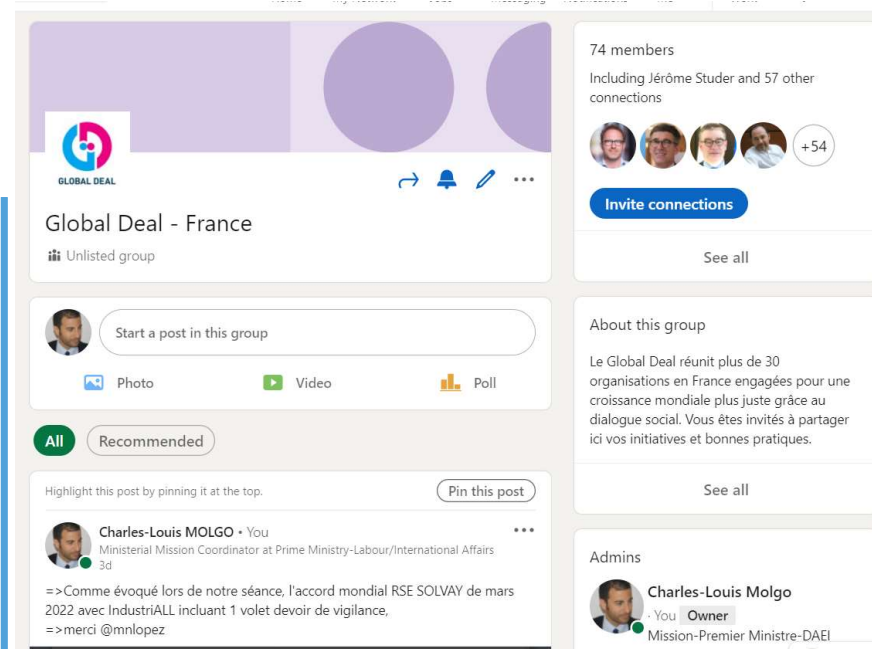 GLOBAL DEAL
Global Deal - France
Unlisted group
Start a post in this group
Photo
Video
Poll
All
Recommended
Highlight this post by pinning it at the top.
Pin this post
Charles-Louis MOLGO • You
Ministerial Mission Coordinator at Prime Ministry-Labour/International Affairs
3d
=>Comme évoqué lors de notre séance, l'accord mondial RSE SOLVAY de mars
2022 avec IndustriALL incluant 1 volet devoir de vigilance,
=>merci @mnlopez
74 members
Including Jérôme Studer and 57 other
connections
+54
Invite connections
See all
About this group
Le Global Deal réunit plus de 30
organisations en France engagées pour une
croissance mondiale plus juste grâce au
dialogue social. Vous êtes invités à partager
ici vos initiatives et bonnes pratiques.
See all
Admins
Charles-Louis Molgo
· You Owner
Mission-Premier Ministre-DAEI